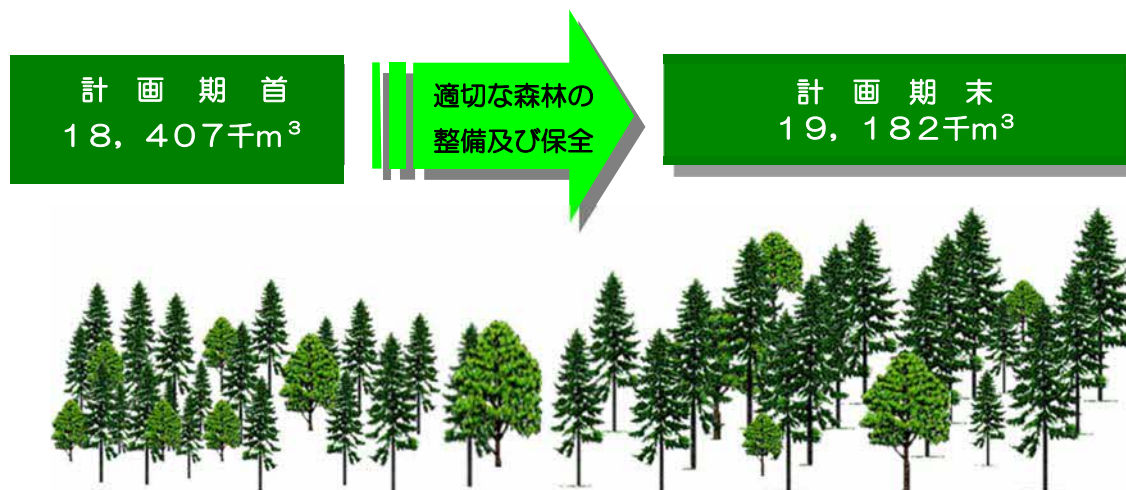 計画期首
18,407千m³
適切な森林の
整備及び保全
計画期末
19,182千m³